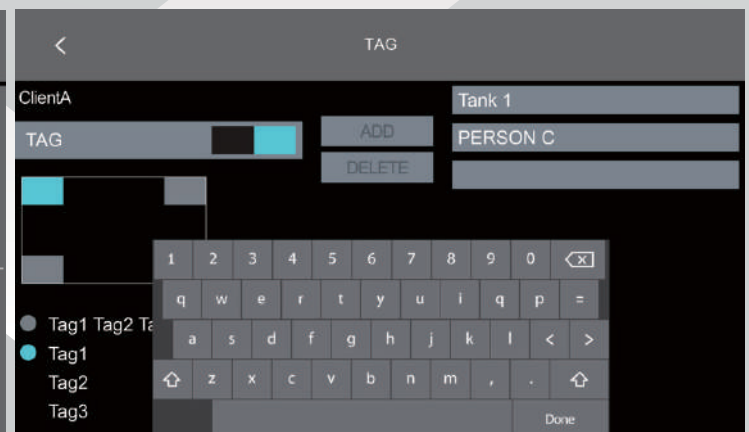 TAG
ClientA
TAG
ADD
DELETE
Tank 1
PERSON C
1 2 3 4 5 6 7 8 9 0
q w e r t y u i q p =
a s d f g h j k l < >
z x c v b n m , .
Done
Tag1 Tag2 Ta
Tag1
Tag2
Tag3